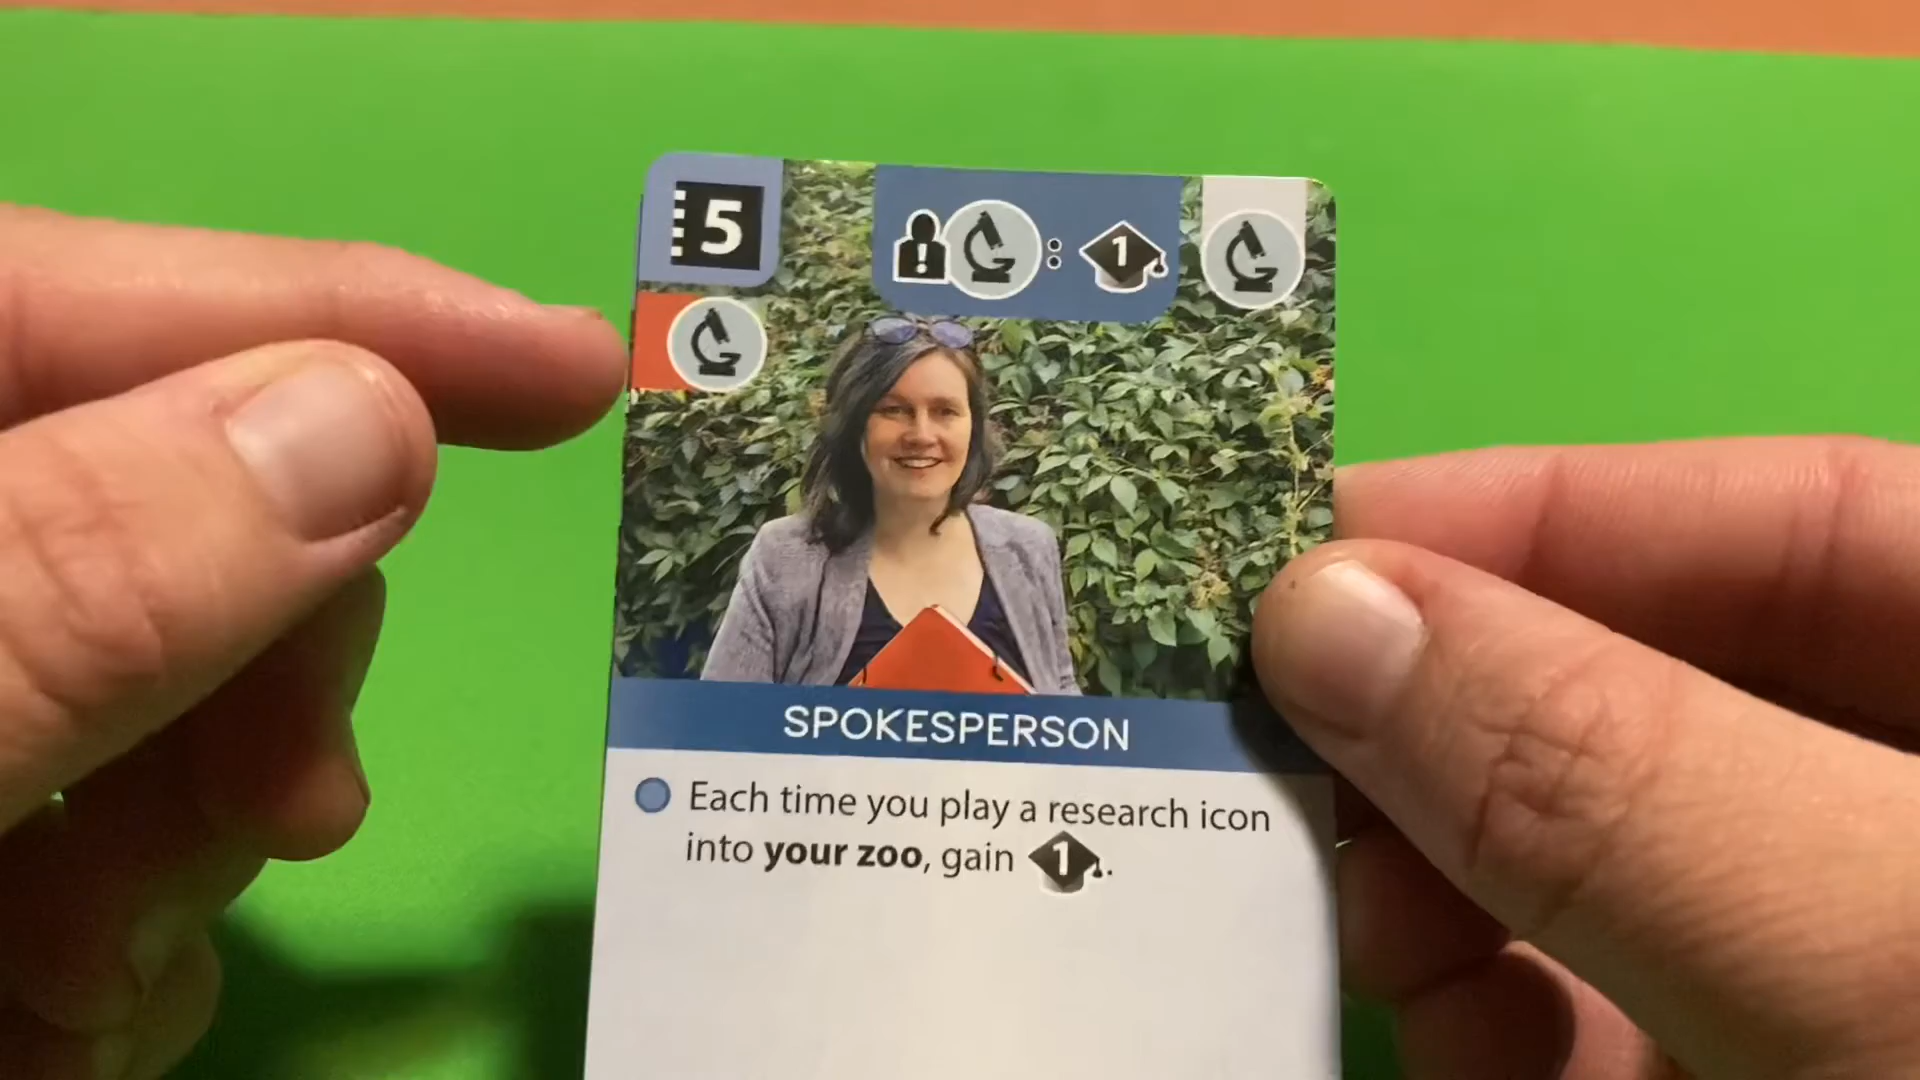 5
! : 1
SPOKESPERSON
Each time you play a research icon
into your zoo, gain 1.